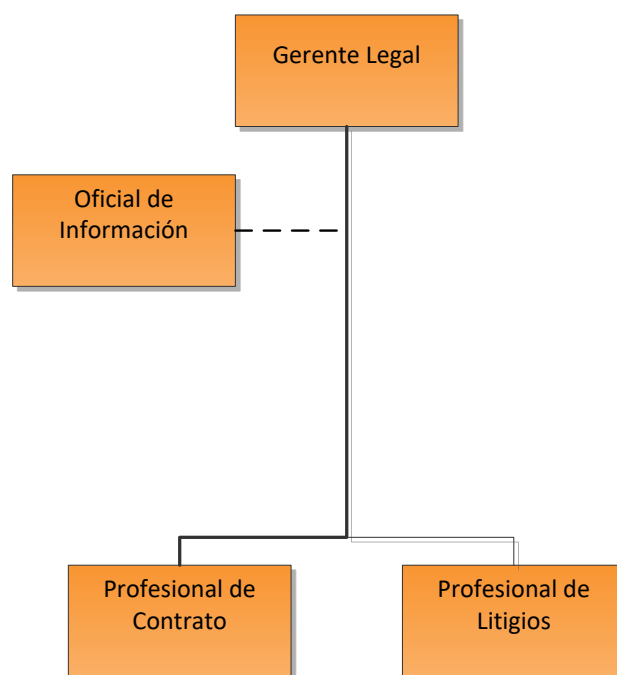 Gerente Legal
Oficial de
Información
Profesional de
Contrato
Profesional de
Litigios